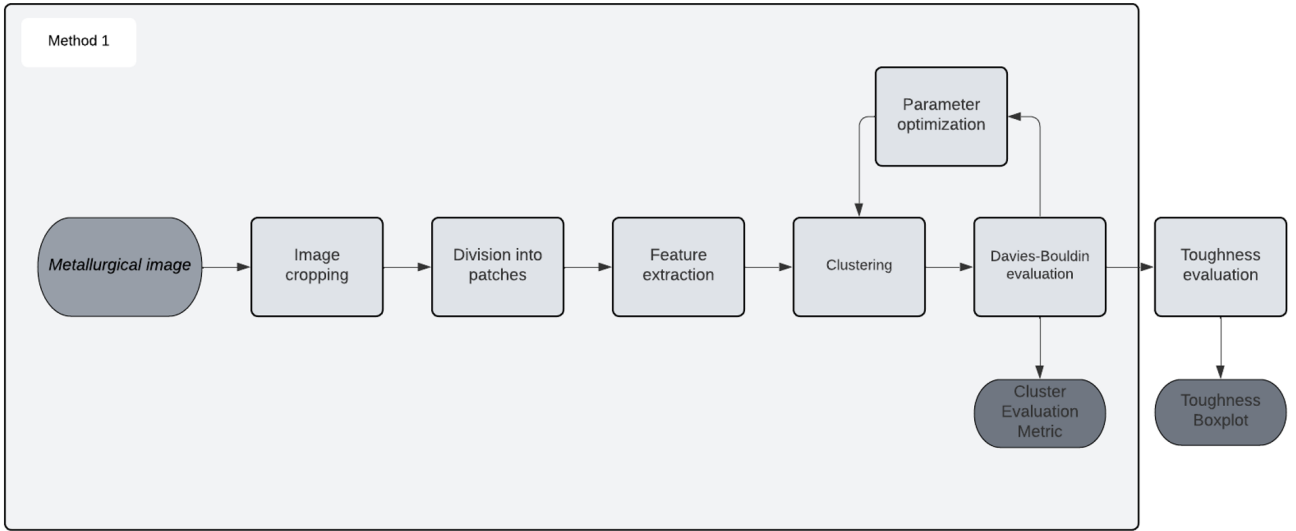 Method 1
Parameter
optimization
Metallurgical image
Image
cropping
Division into
patches
Feature
extraction
Clustering
Davies-Bouldin
evaluation
Toughness
evaluation
Cluster
Evaluation
Metric
Toughness
Boxplot